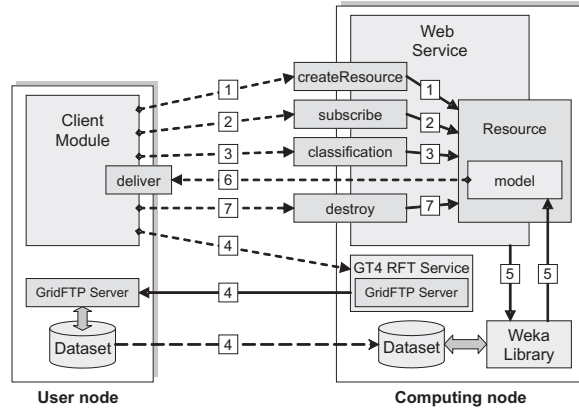 Web
Service
createResource
1
1
Client
Module
subscribe
2
2
Resource
classification
3
3
deliver
6
model
destroy
7
7
4
GT4 RFT Service
5
5
GridFTP Server
4
GridFTP Server
Dataset
4
Dataset
Weka
Library
User node
Computing node